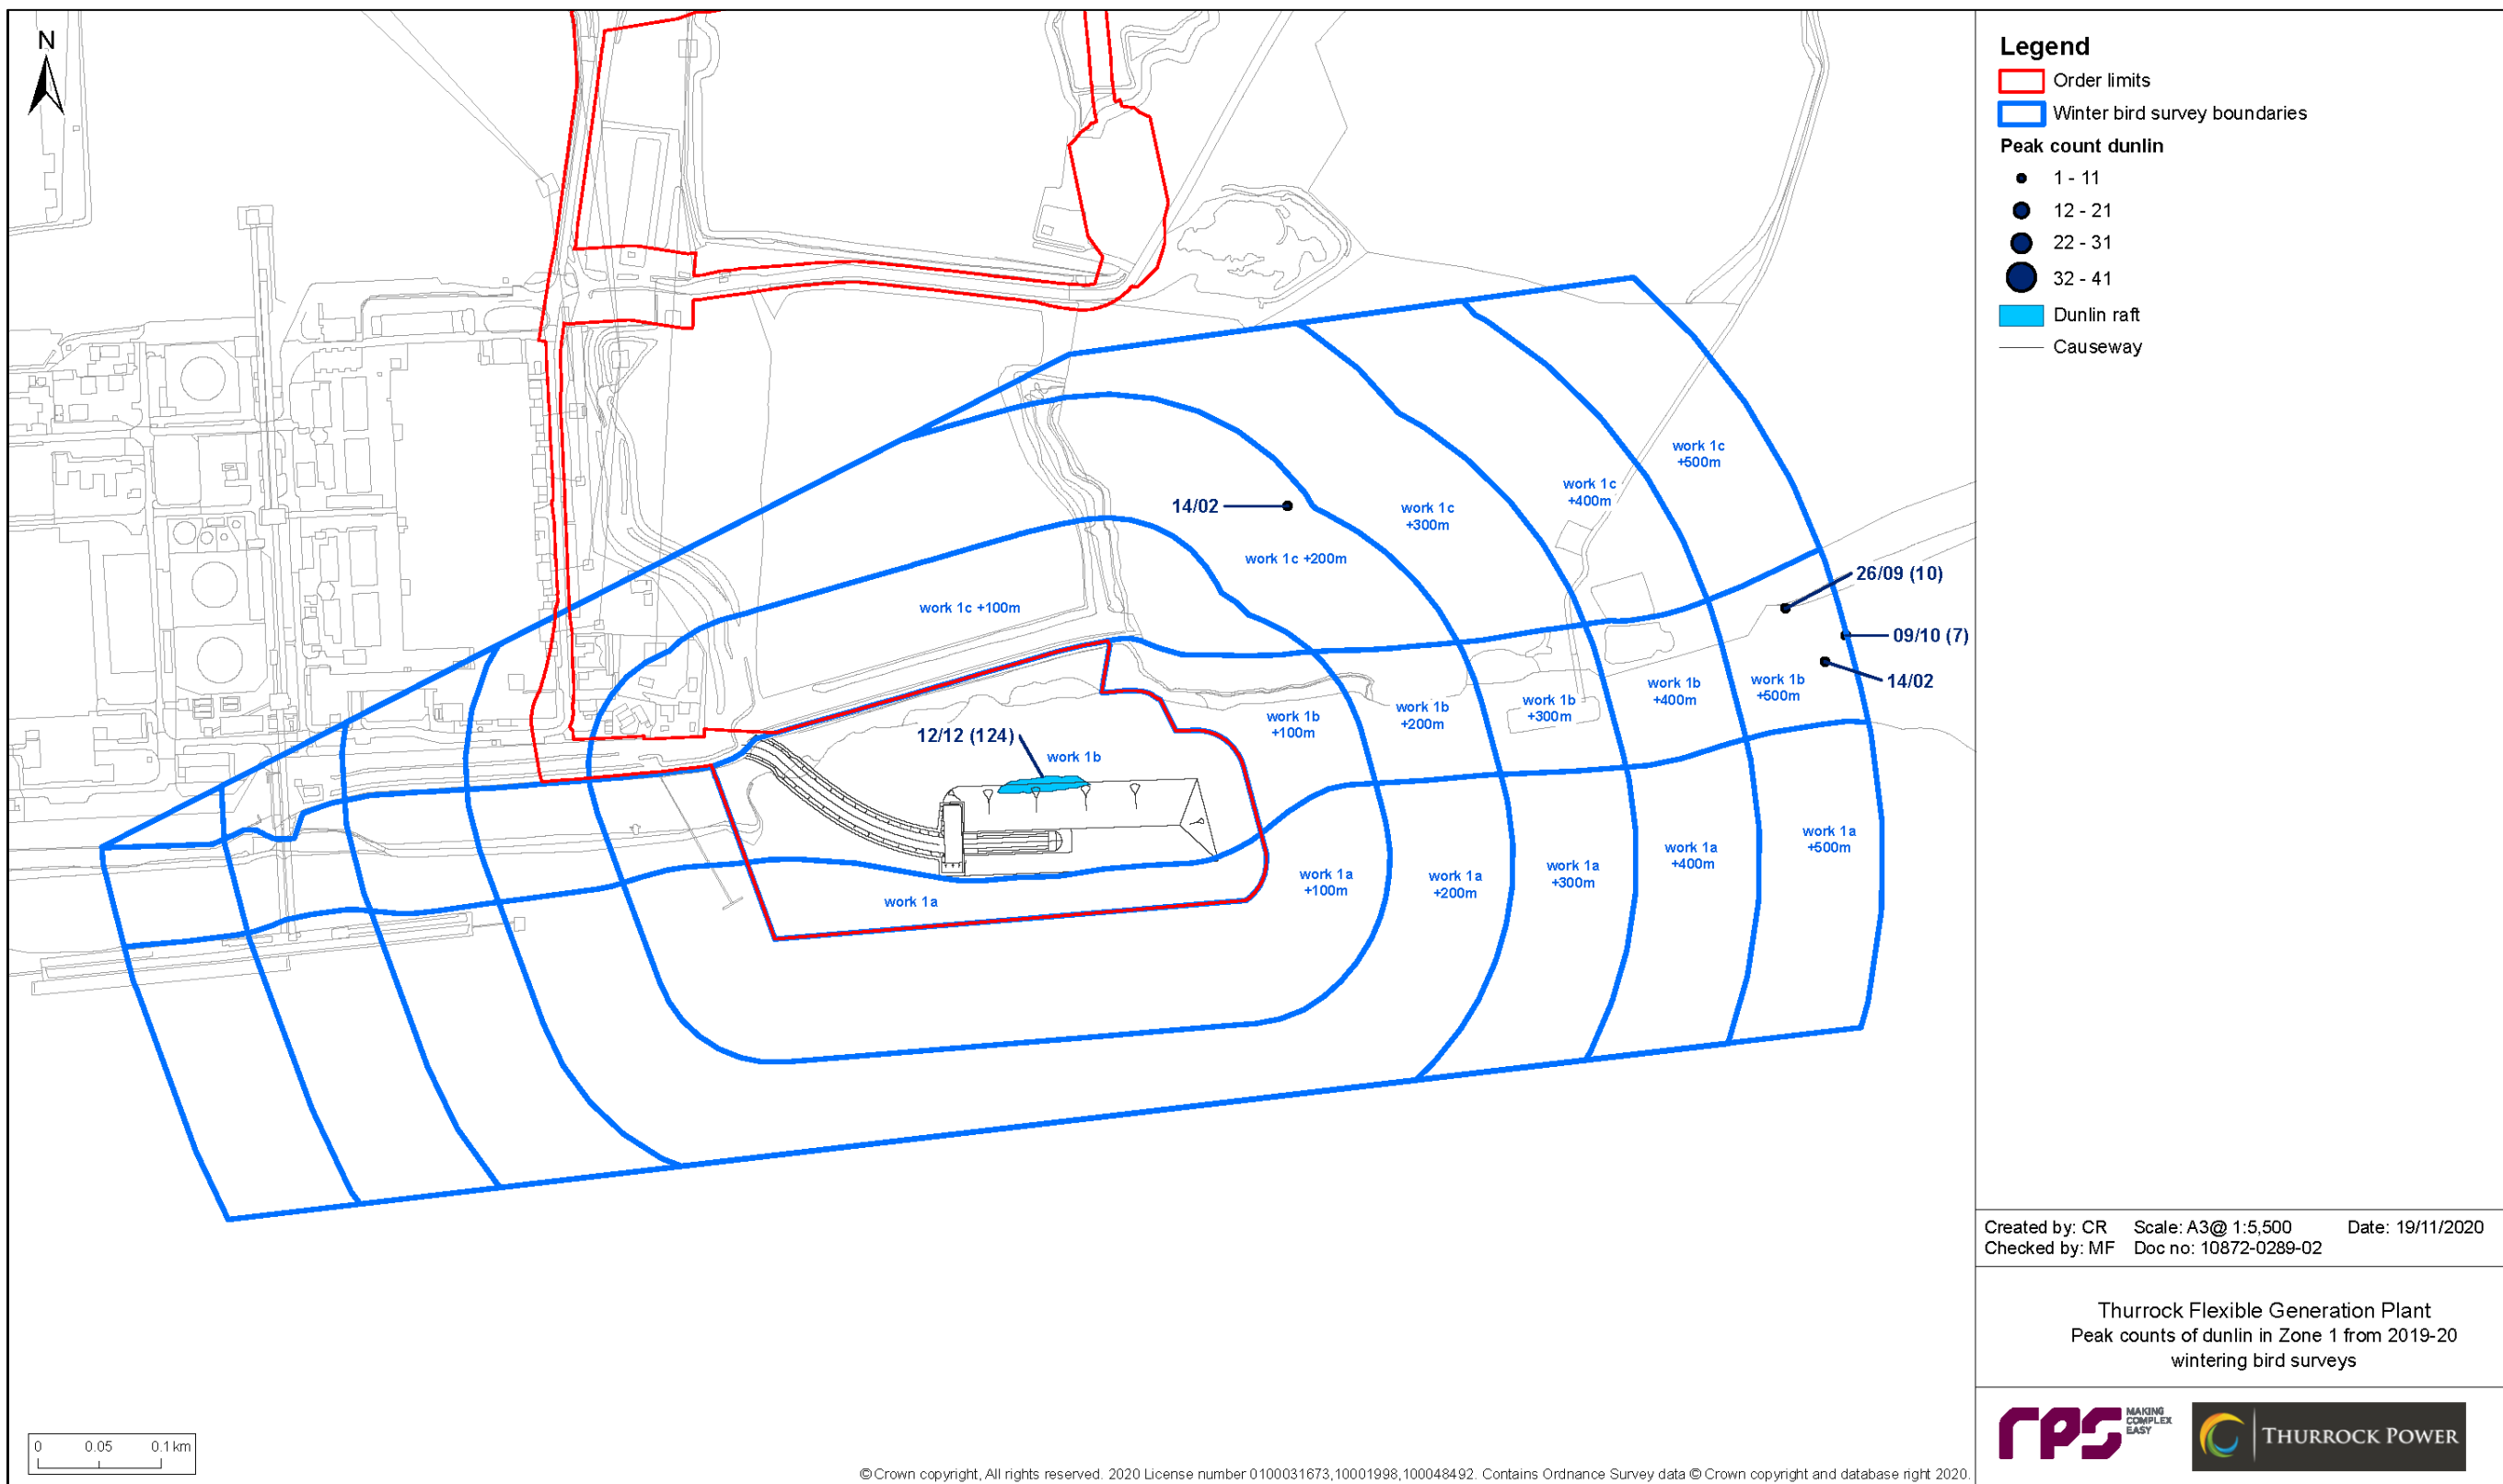 N
Legend
Order limits
Winter bird survey boundaries
Peak count dunlin
1 - 11
12 - 21
22 - 31
32 - 41
Dunlin raft
Causeway
work 1c
+500m
work 1c
+400m
work 1c
+300m
14/02
work 1c +200m
work 1c +100m
26/09 (10)
09/10 (7)
14/02
work 1b
+500m
work 1b
+400m
work 1b
+300m
work 1b
+200m
work 1b
+100m
12/12 (124)
work 1b
work 1a
+500m
work 1a
+400m
work 1a
+300m
work 1a
+200m
work 1a
+100m
work 1a
0 0.05 0.1 km
©Crown copyright, All rights reserved. 2020 License number 0100031673,10001998,100048492. Contains Ordnance Survey data © Crown copyright and database right 2020.
Created by: CR Scale: A3@ 1:5,500 Date: 19/11/2020
Checked by: MF Doc no: 10872-0289-02
Thurrock Flexible Generation Plant
Peak counts of dunlin in Zone 1 from 2019-20
wintering bird surveys
rps
MAKING
COMPLEX
EASY
THURROCK POWER